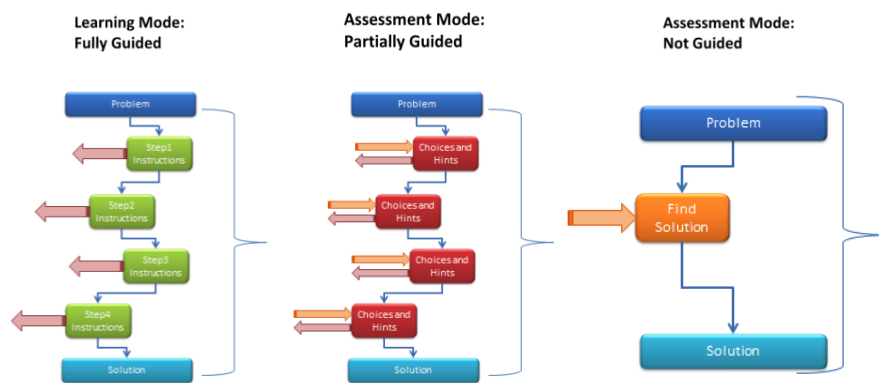 Learning Mode:
Fully Guided
Problem
Step1
Instructions
Step2
Instructions
Step3
Instructions
Step4
Instructions
Solution
Assessment Mode:
Partially Guided
Problem
Choices and
Hints
Choices and
Hints
Choices and
Hints
Choices and
Hints
Solution
Assessment Mode:
Not Guided
Problem
Find
Solution
Solution